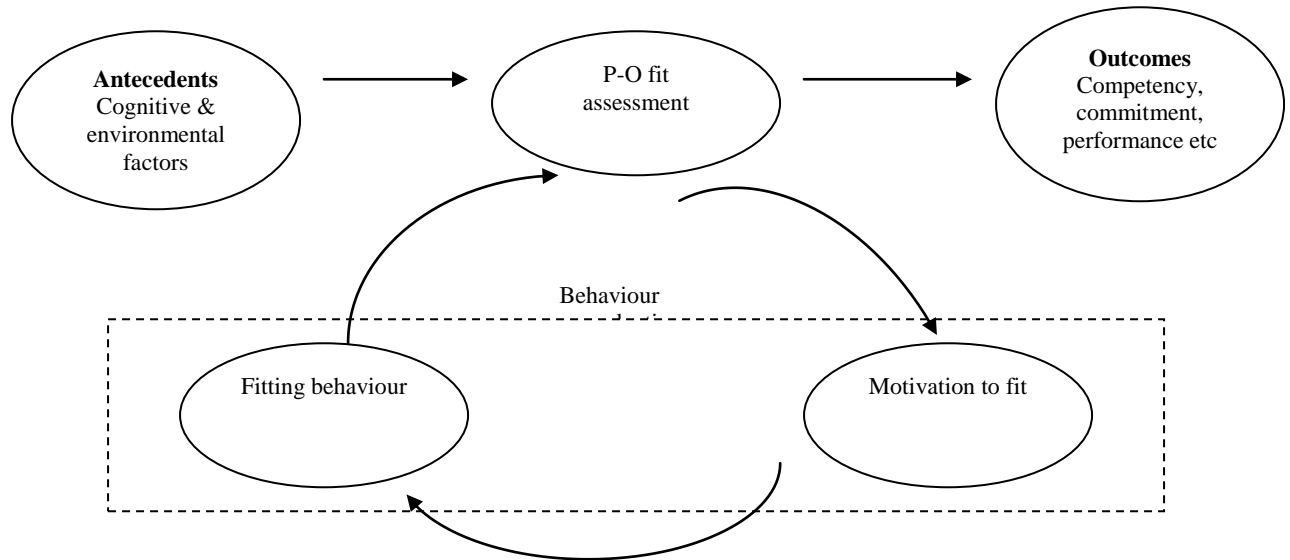 Antecedents
Cognitive &
environmental
factors
P-O fit
assessment
Outcomes
Competency,
commitment,
performance etc
Behaviour
Fitting behaviour
Motivation to fit